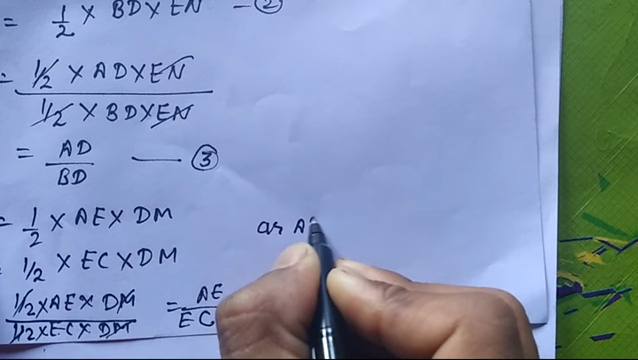 = 1/2 × BD × EN — ②
= 1/2 × AD × EN
1/2 × BD × EN
= AD/BD — ③
= 1/2 × AE × DM
ar A
1/2 × EC × DM
1/2 × AE × DM = AE
1/2 × EC × DM EC